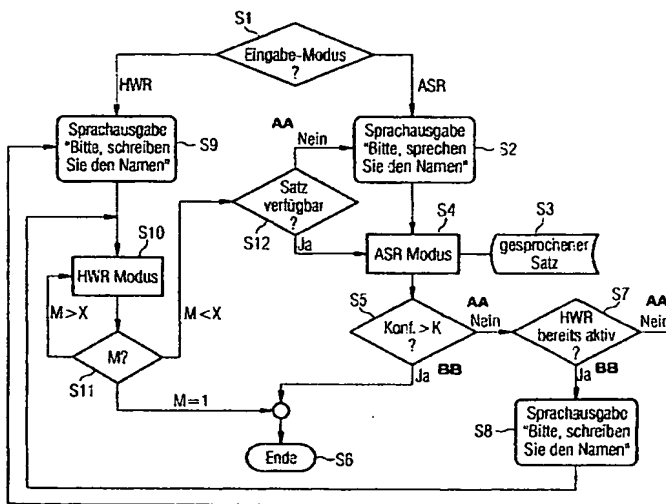 S1
Eingabe-Modus
?
HWR
ASR
Sprachausgabe
"Bitte, schreiben
Sie den Namen"
S9
AA
Nein
Sprachausgabe
"Bitte, sprechen
Sie den Namen"
S2
Satz
verfügbar
?
S12
Ja
S10
HWR Modus
S4
ASR Modus
S3
gesprochener
Satz
M>X
M<X
M?
S11
M=1
S5
Konf. > K
?
AA
Nein
Ja BB
S7
HWR
bereits aktiv
?
AA
Nein
Ja BB
Ende
S6
S8
Sprachausgabe
"Bitte, schreiben
Sie den Namen"